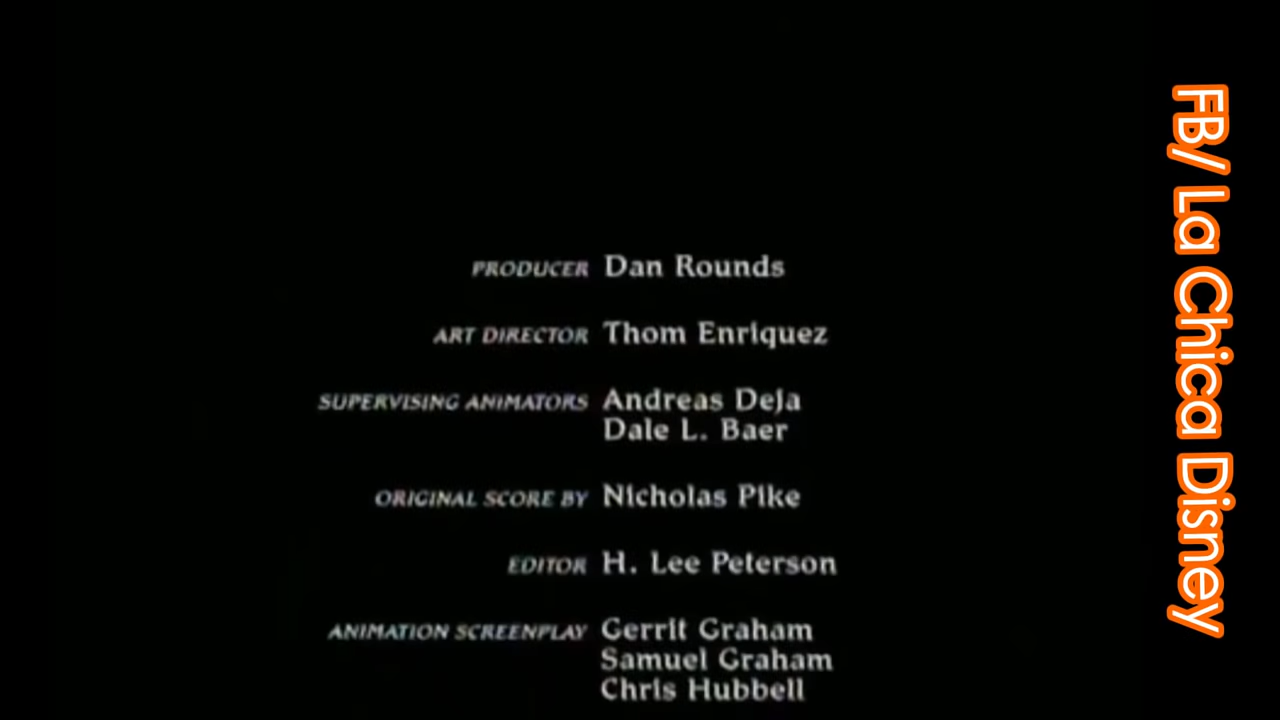 PRODUCER Dan Rounds
ART DIRECTOR Thom Enriquez
SUPERVISING ANIMATORS Andreas Deja
Dale L. Baer
ORIGINAL SCORE BY Nicholas Pike
EDITOR H. Lee Peterson
ANIMATION SCREENPLAY Gerrit Graham
Samuel Graham
Chris Hubbell
FB/ La Chica Disney